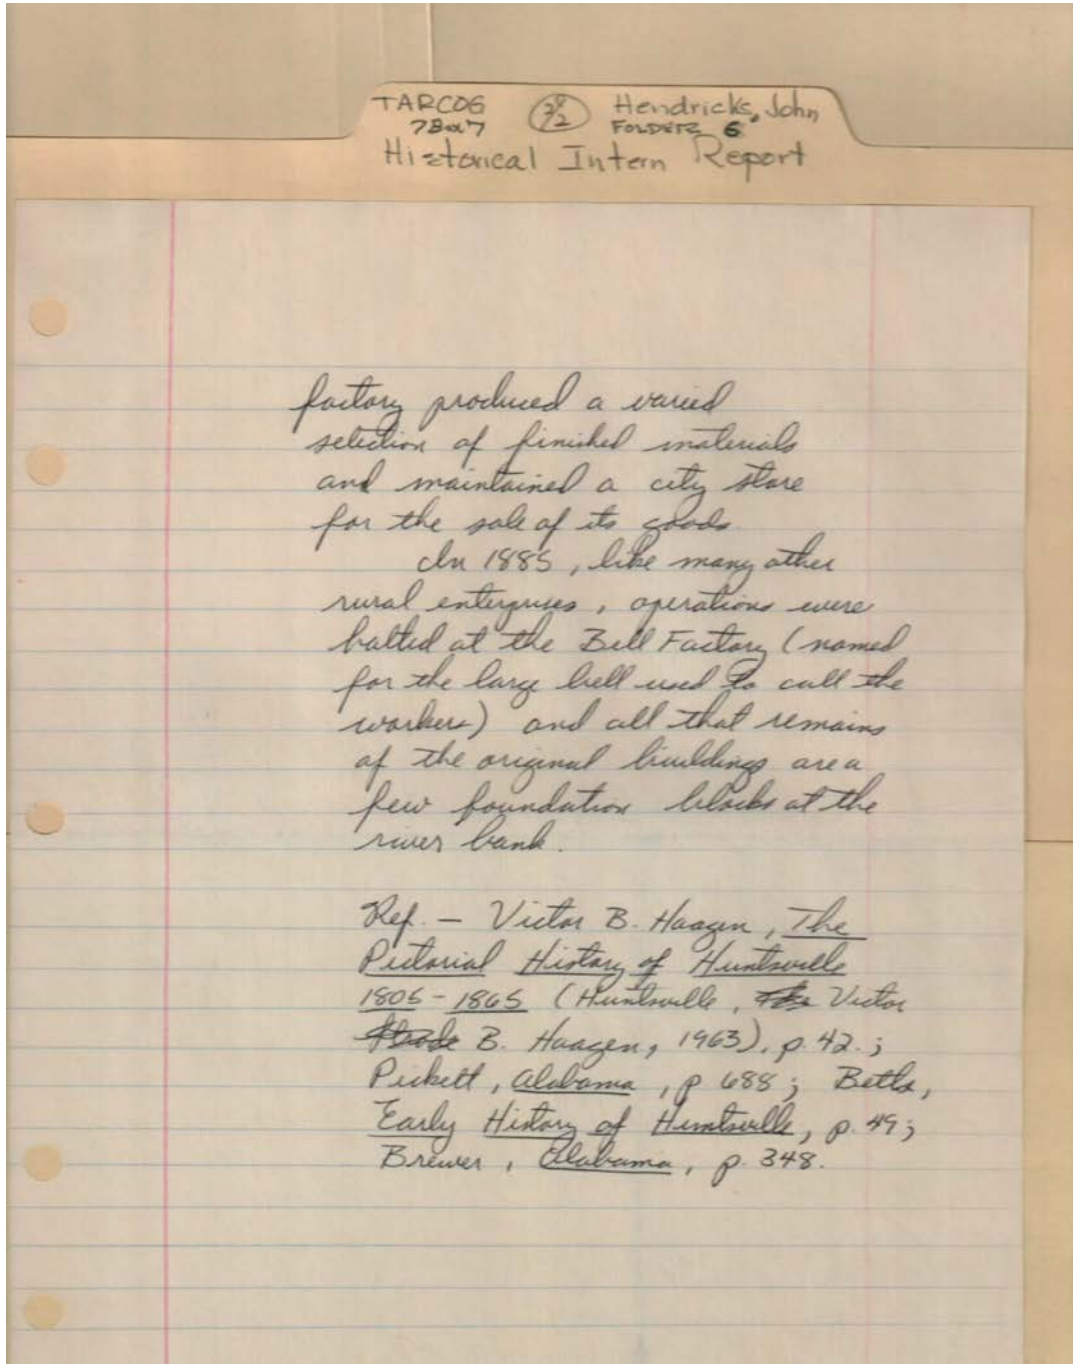 TARCOG
Hendricks, John
FOLDER 6
Historical Intern Report
factory produced a varied
selection of finished materials
and maintained a city store
for the sale of its goods.
In 1885, like many other
rural enterprises, operations were
halted at the Bell Factory (named
for the large bell used to call the
workers) and all that remains
of the original buildings are a
few foundation blocks at the
river bank.
Ref. — Victor B. Haagen, The
Pictorial History of Huntsville
1805-1865 (Huntsville, Victor
B. Haagen, 1963), p. 42.;
Pickett, Alabama, p 688; Betts,
Early History of Huntsville, p. 49;
Brewer, Alabama, p. 348.